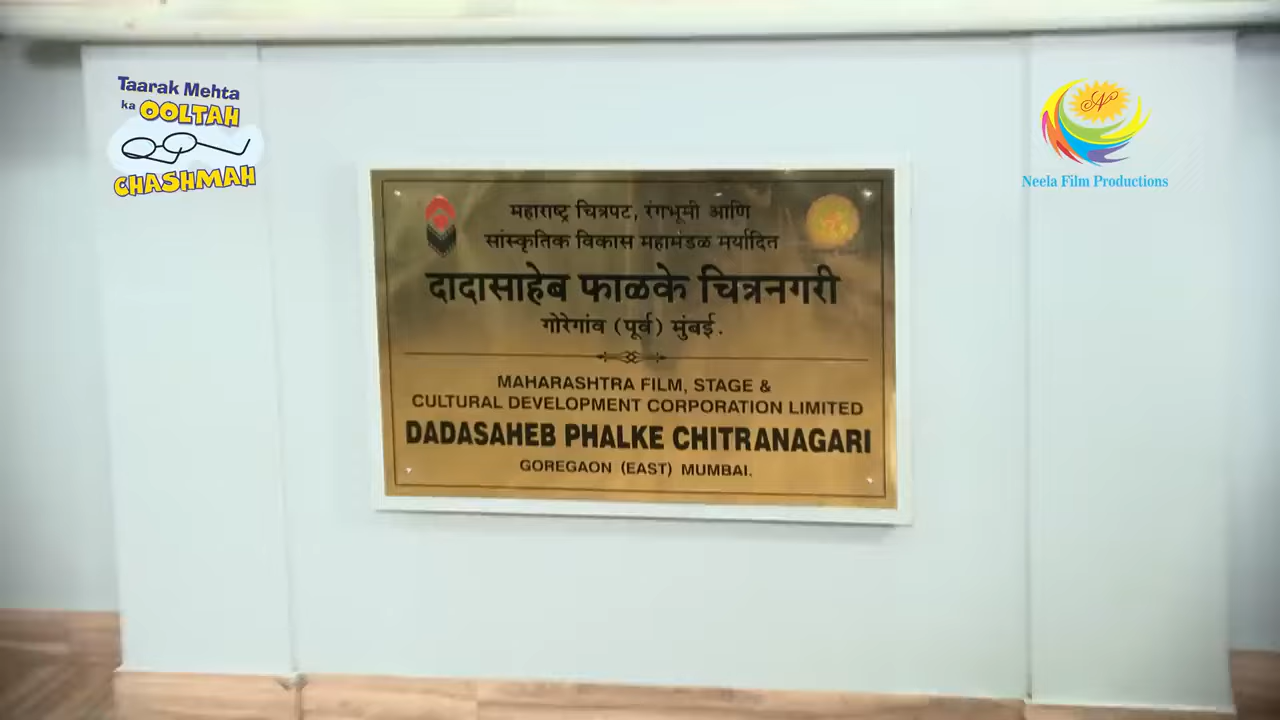 Taarak Mehta
ka OOLTAH
CHASHMAH
Neela Film Productions
महाराष्ट्र चित्रपट, रंगभूमी आणि
सांस्कृतिक विकास महामंडळ मर्यादित
दादासाहेब फाळके चित्रनगरी
गोरेगांव (पूर्व) मुंबई.
MAHARASHTRA FILM, STAGE &
CULTURAL DEVELOPMENT CORPORATION LIMITED
DADASAHEB PHALKE CHITRANAGARI
GOREGAON (EAST) MUMBAI.